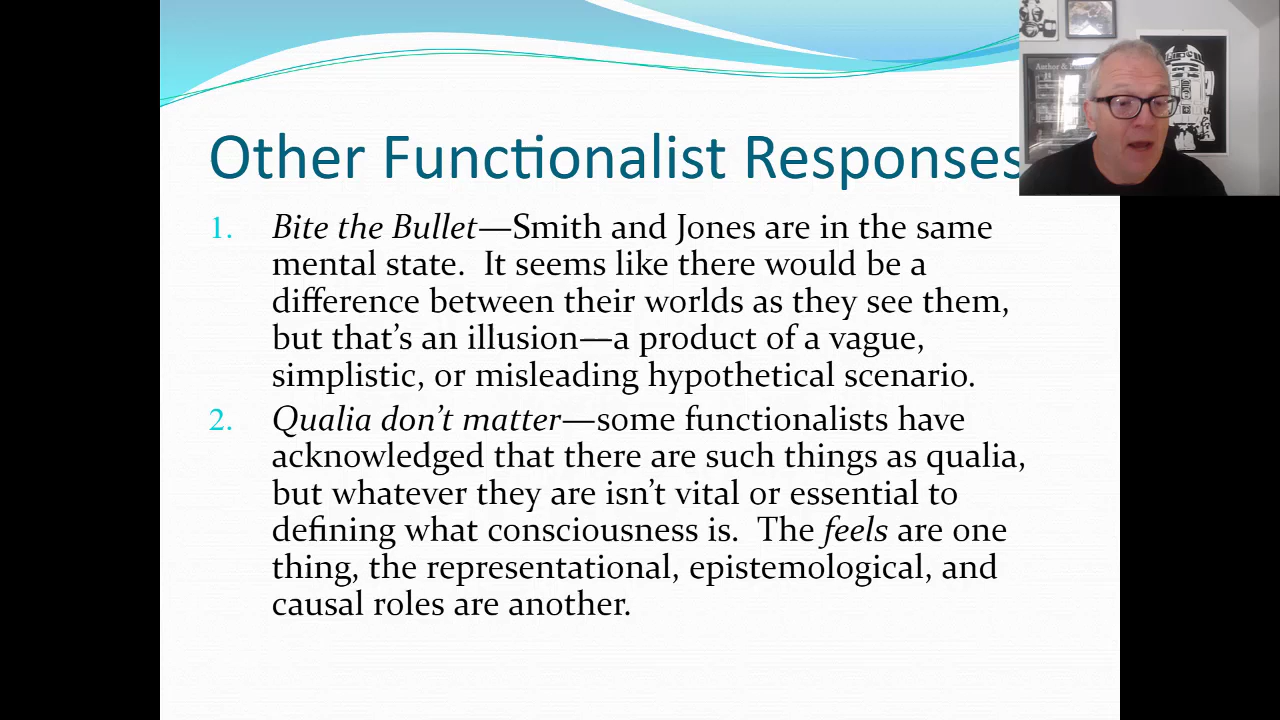 Other Functionalist Responses
1. Bite the Bullet—Smith and Jones are in the same
mental state.  It seems like there would be a
difference between their worlds as they see them,
but that's an illusion—a product of a vague,
simplistic, or misleading hypothetical scenario.
2. Qualia don't matter—some functionalists have
acknowledged that there are such things as qualia,
but whatever they are isn't vital or essential to
defining what consciousness is.  The feels are one
thing, the representational, epistemological, and
causal roles are another.
Author &